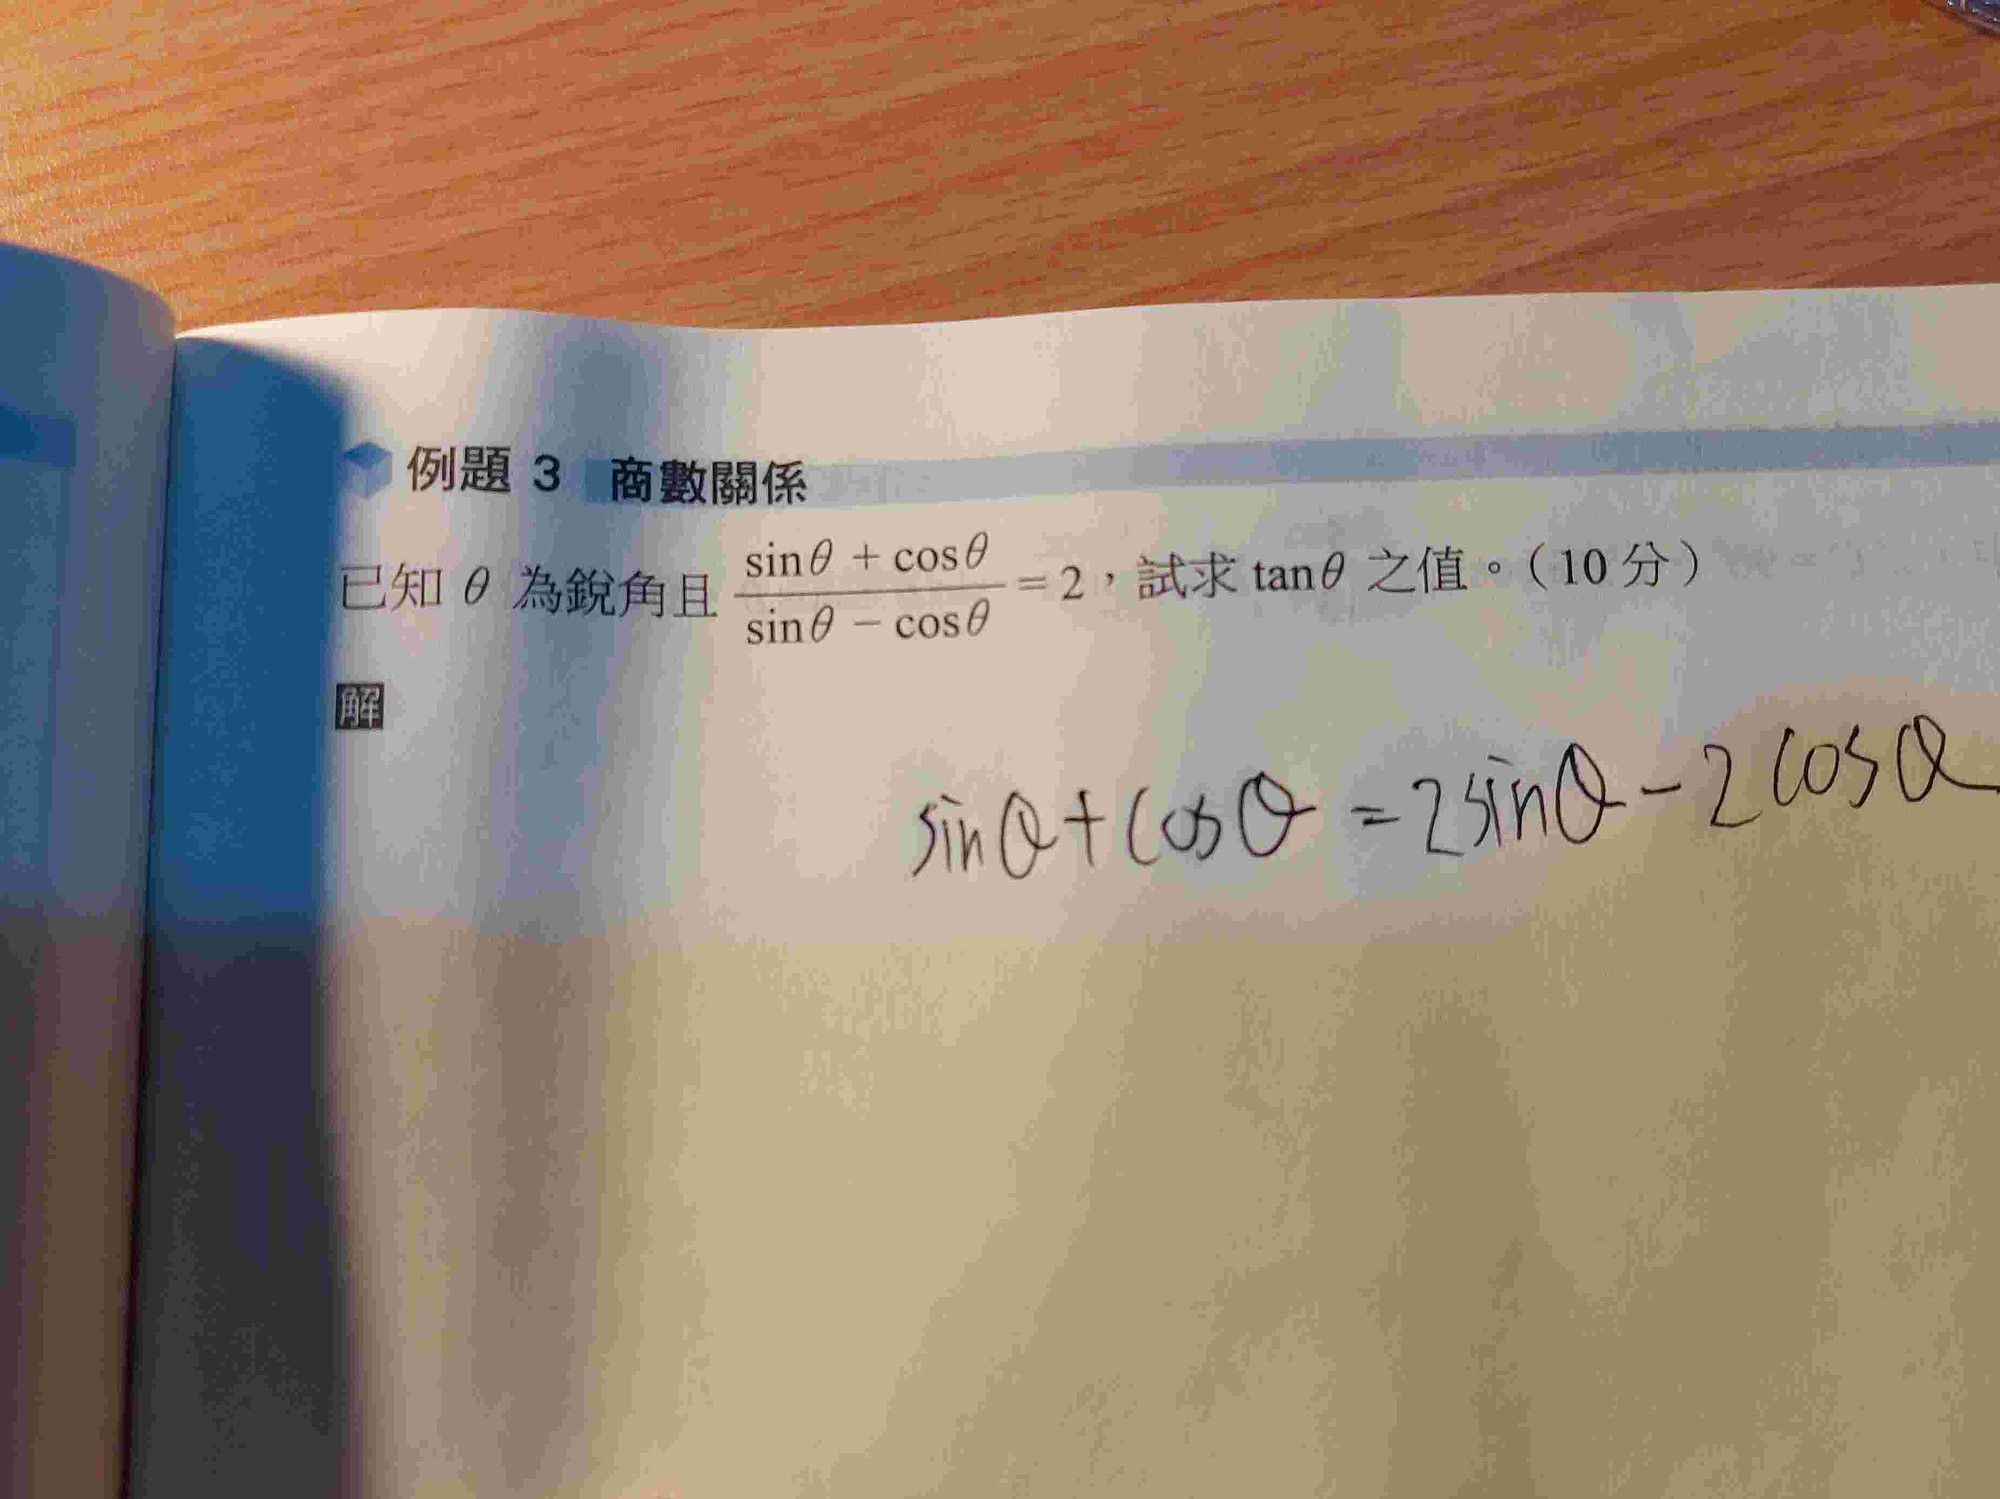 例題 3 商數關係
已知 θ 為銳角且 \frac{sinθ + cosθ}{sinθ − cosθ} = 2，試求 tanθ 之值。（10 分）
解
sinθ + cosθ = 2sinθ − 2cosθ